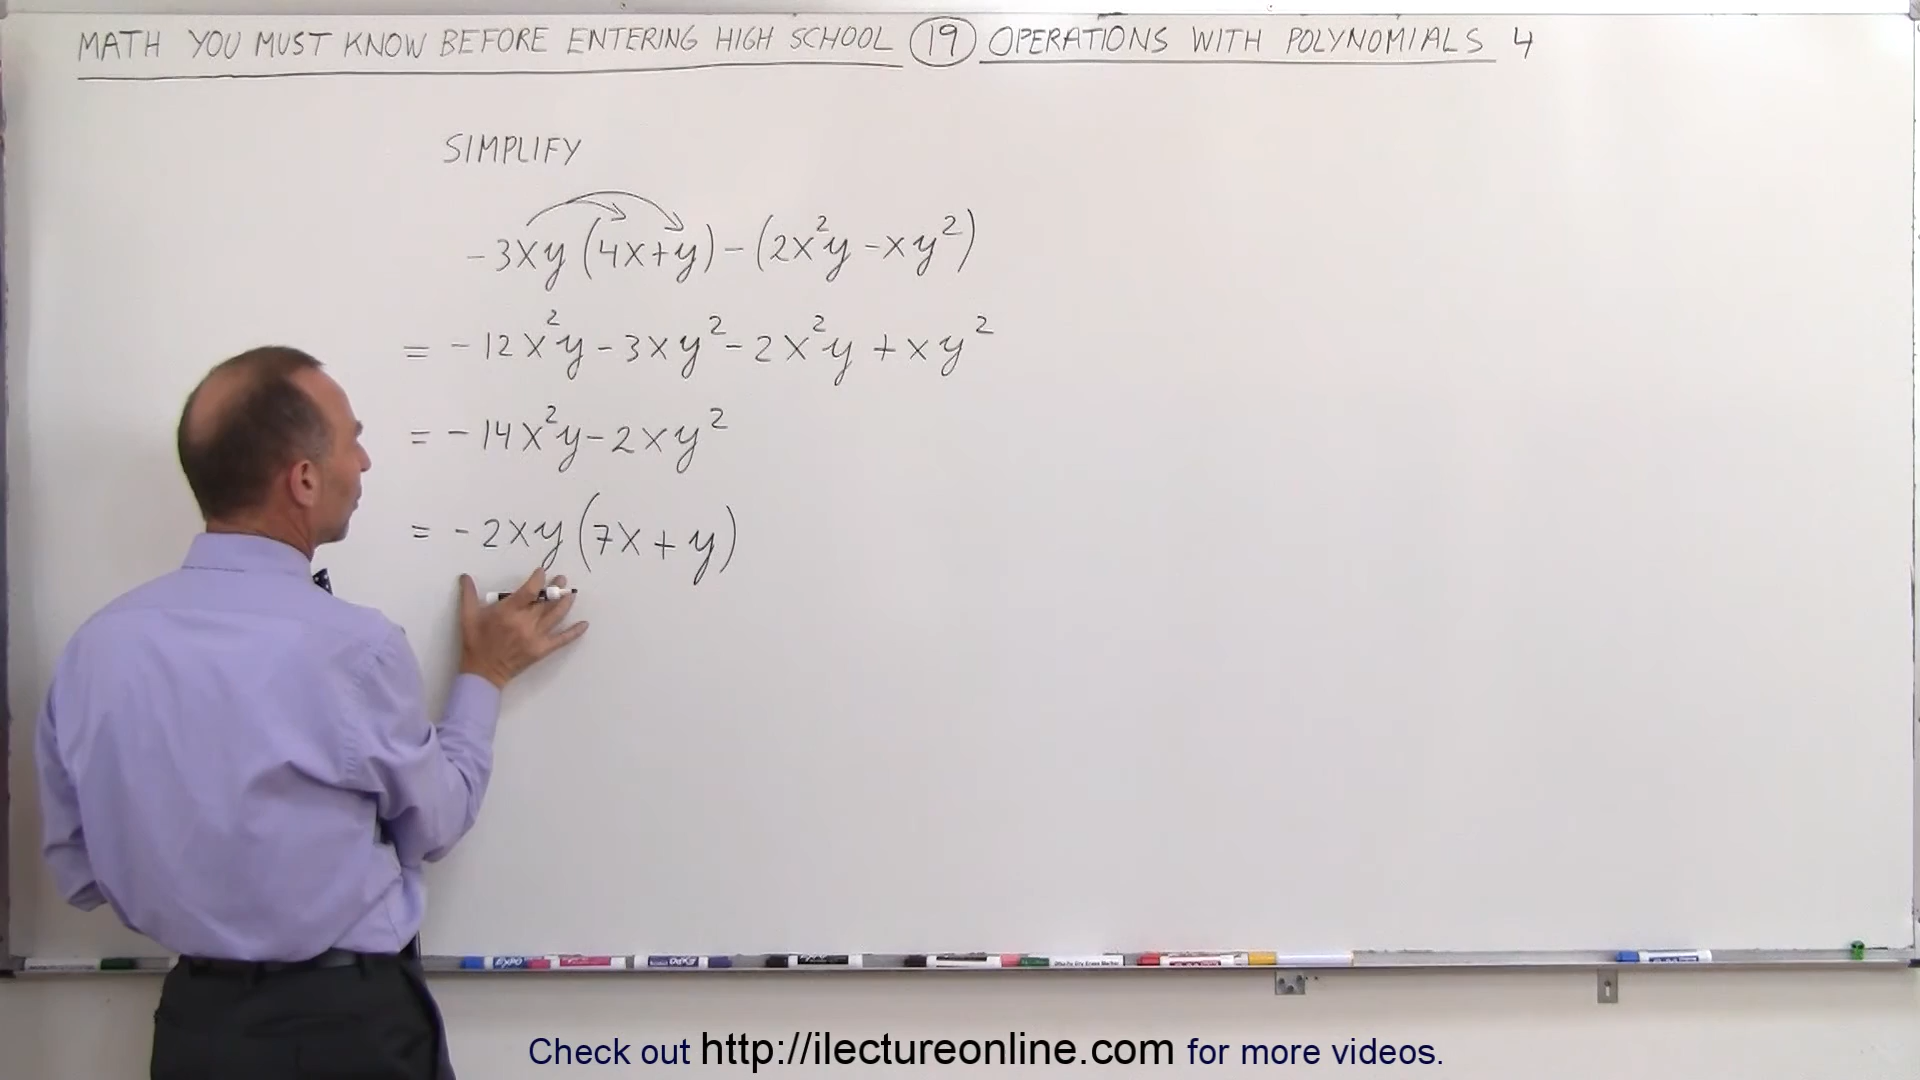 MATH YOU MUST KNOW BEFORE ENTERING HIGH SCHOOL (19) OPERATIONS WITH POLYNOMIALS 4
SIMPLIFY
-3xy(4x+y)-(2x²y-xy²)
= -12x²y-3xy²-2x²y+xy²
= -14x²y-2xy²
= -2xy(7x+y)
Check out http://ilectureonline.com for more videos.